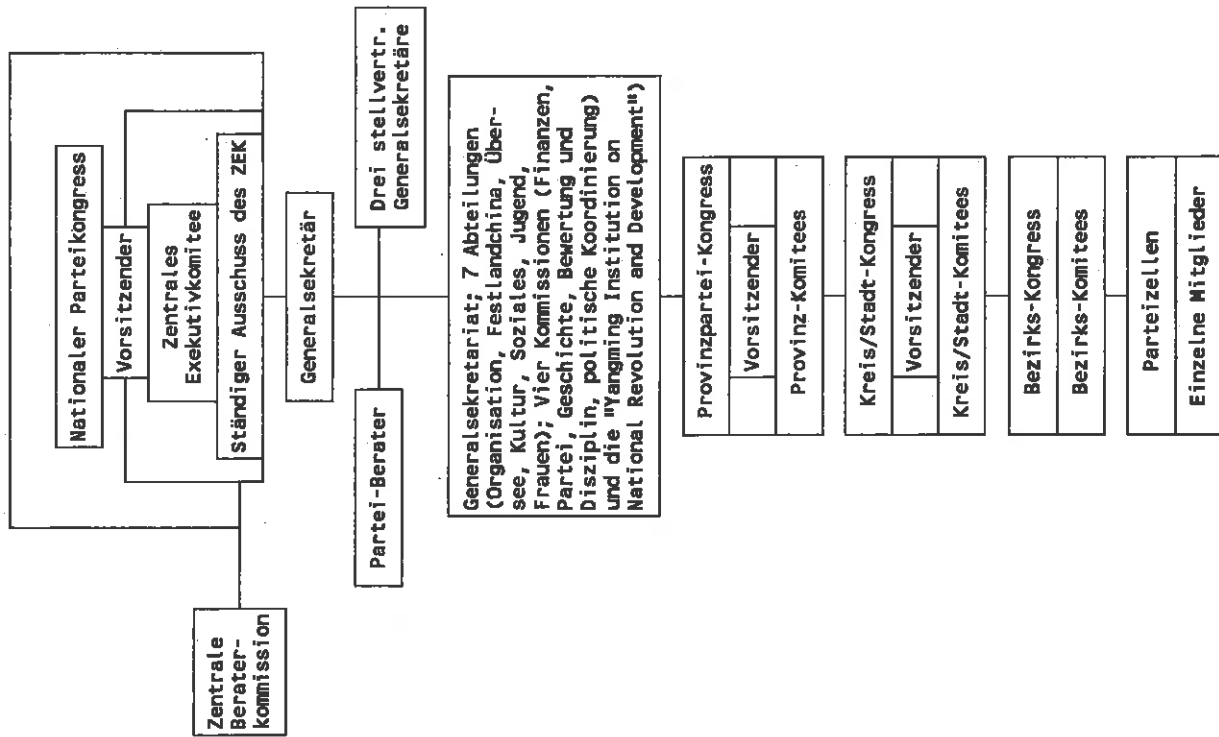 Nationaler Parteikongress
Vorsitzender
Zentrales
Exekutivkomitee
Ständiger Ausschuss des ZEK
Zentrale
Berater-
kommission
Generalsekretär
Partei-Berater
Drei stellvertr.
Generalsekretäre
Generalsekretariat; 7 Abteilungen
(Organisation, Festlandchina, Über-
see, Kultur, Soziales, Jugend,
Frauen); Vier Kommissionen (Finanzen,
Partei, Geschichte, Bewertung und
Disziplin, politische Koordinierung)
und die "Yangming Institution on
National Revolution and Development")
Provinzpartei-Kongress
Vorsitzender
Provinz-Komitees
Kreis/Stadt-Kongress
Vorsitzender
Kreis/Stadt-Komitees
Bezirks-Kongress
Bezirks-Komitees
Parteizellen
Einzelne Mitglieder